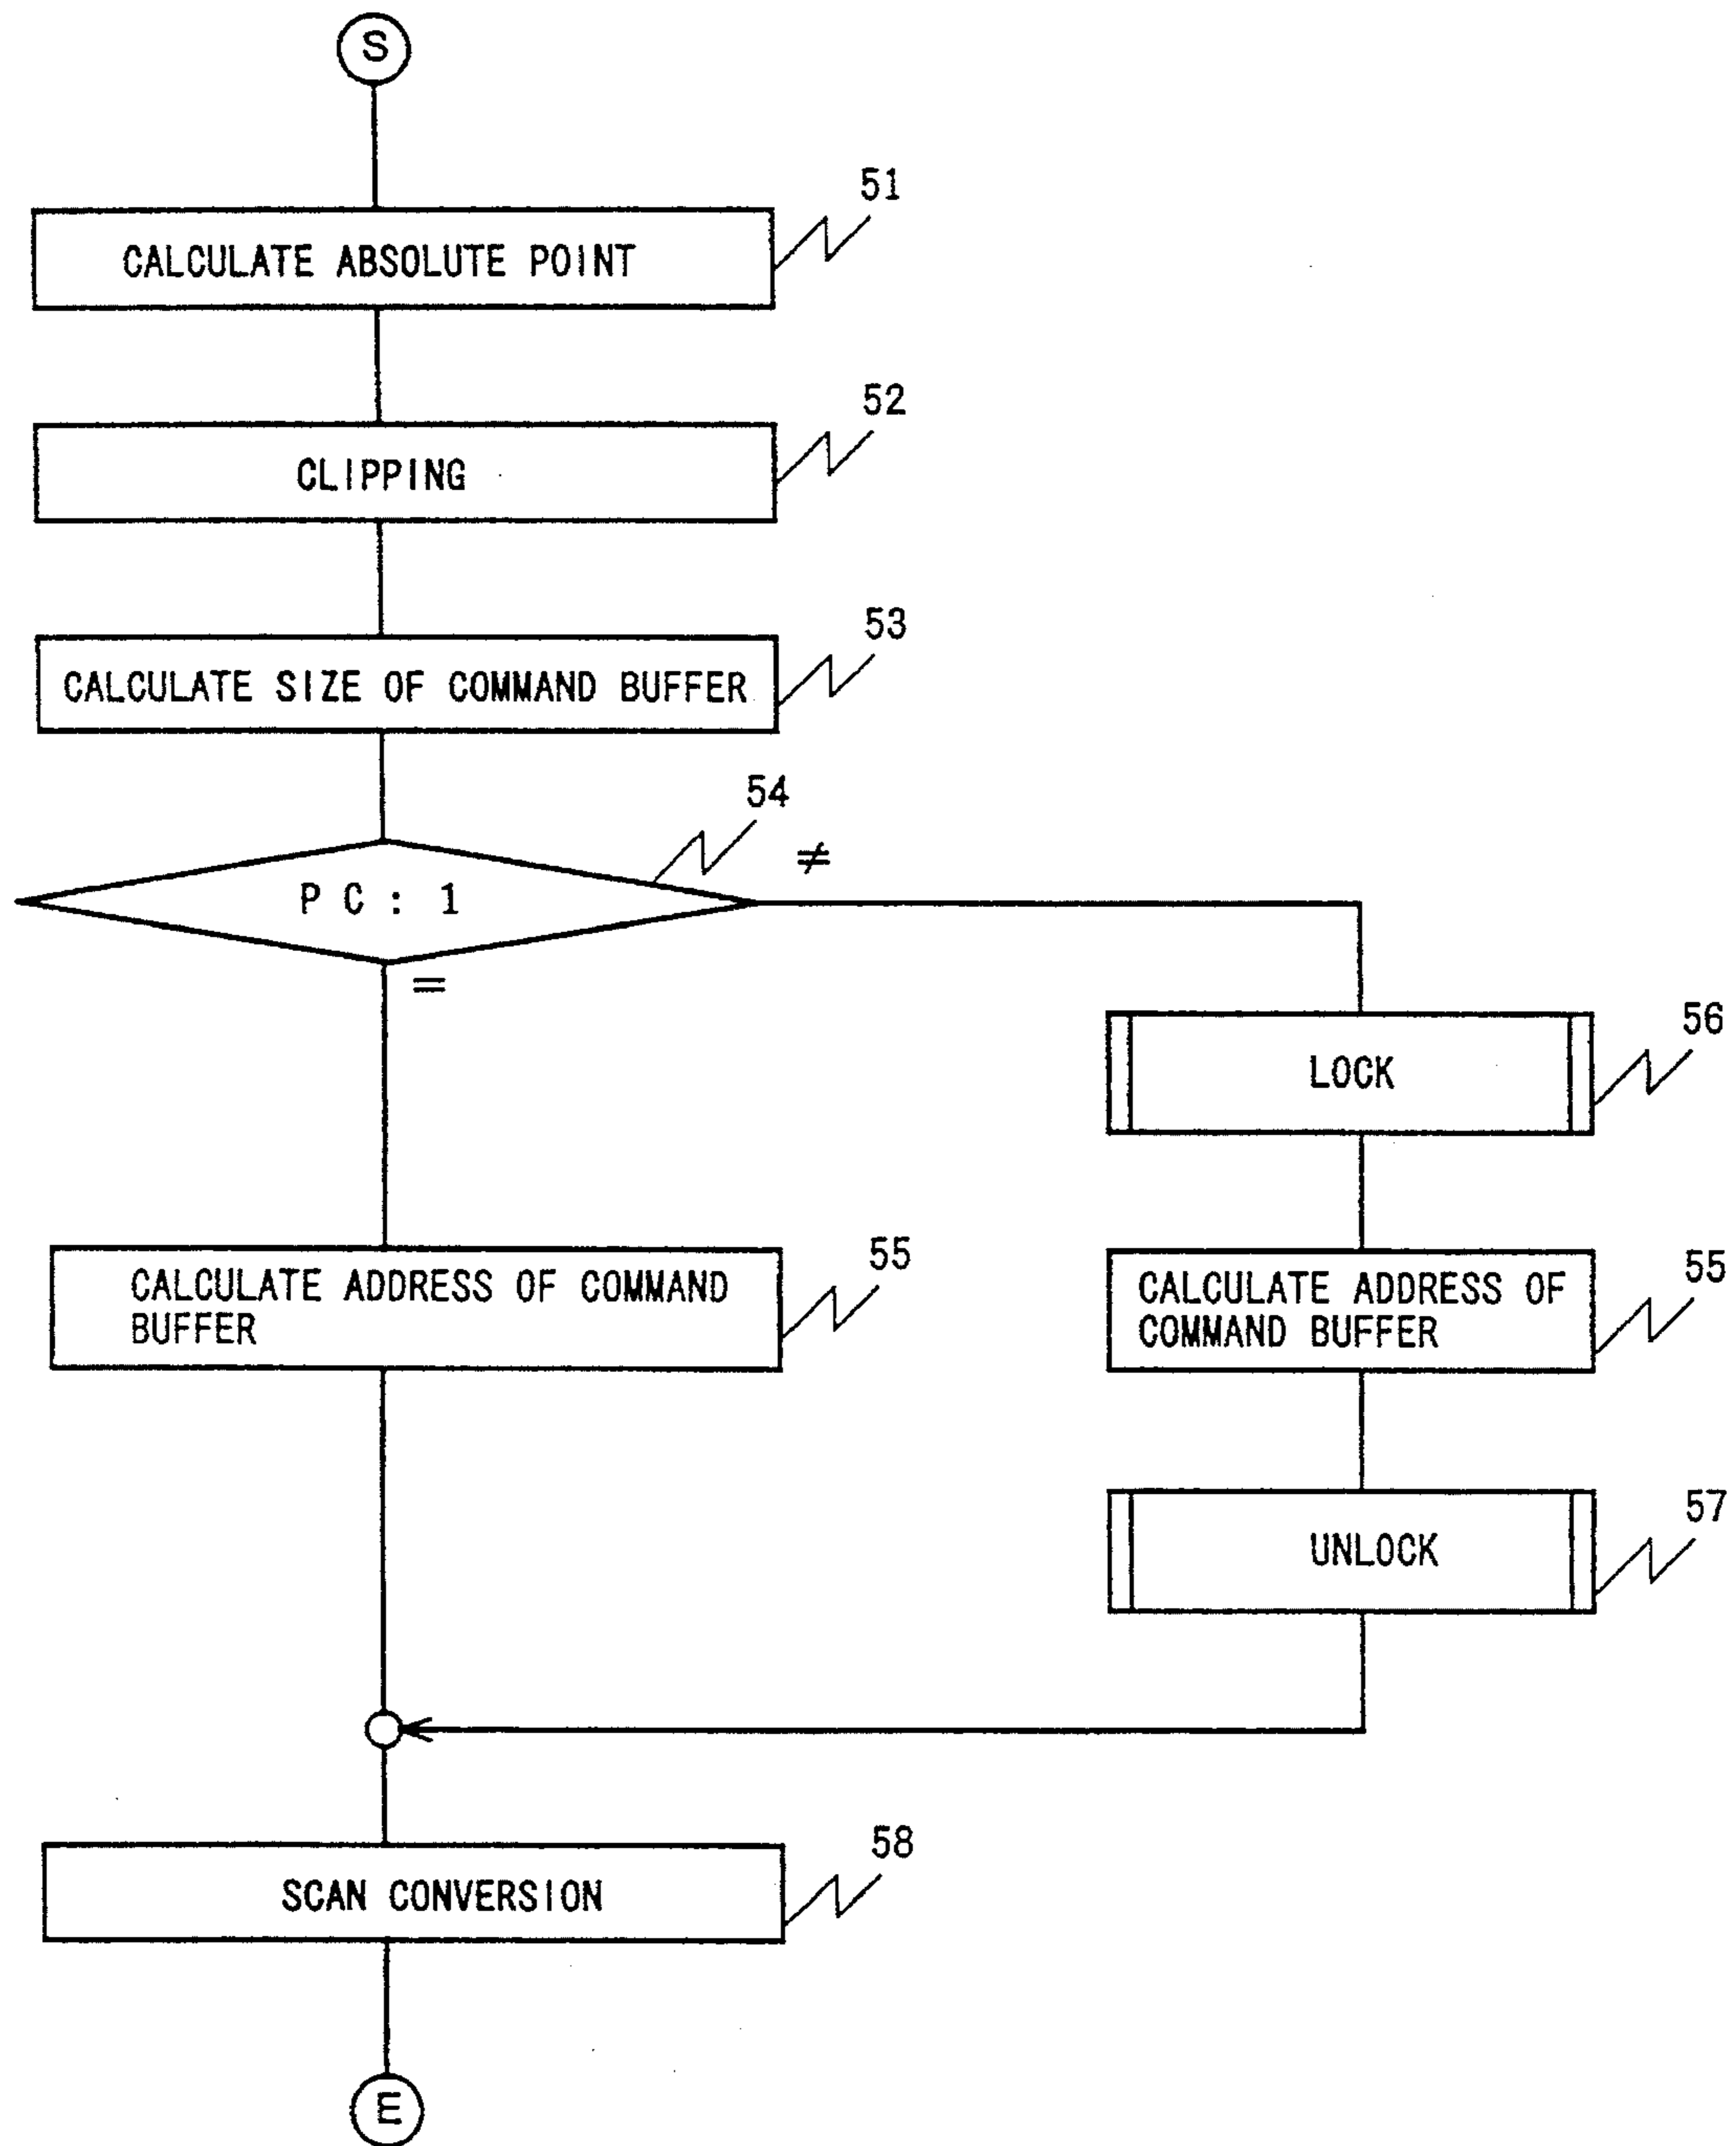 S
51
CALCULATE ABSOLUTE POINT
52
CLIPPING
53
CALCULATE SIZE OF COMMAND BUFFER
54
P C : 1
≠
=
56
LOCK
55
CALCULATE ADDRESS OF COMMAND
BUFFER
55
CALCULATE ADDRESS OF
COMMAND BUFFER
57
UNLOCK
58
SCAN CONVERSION
E